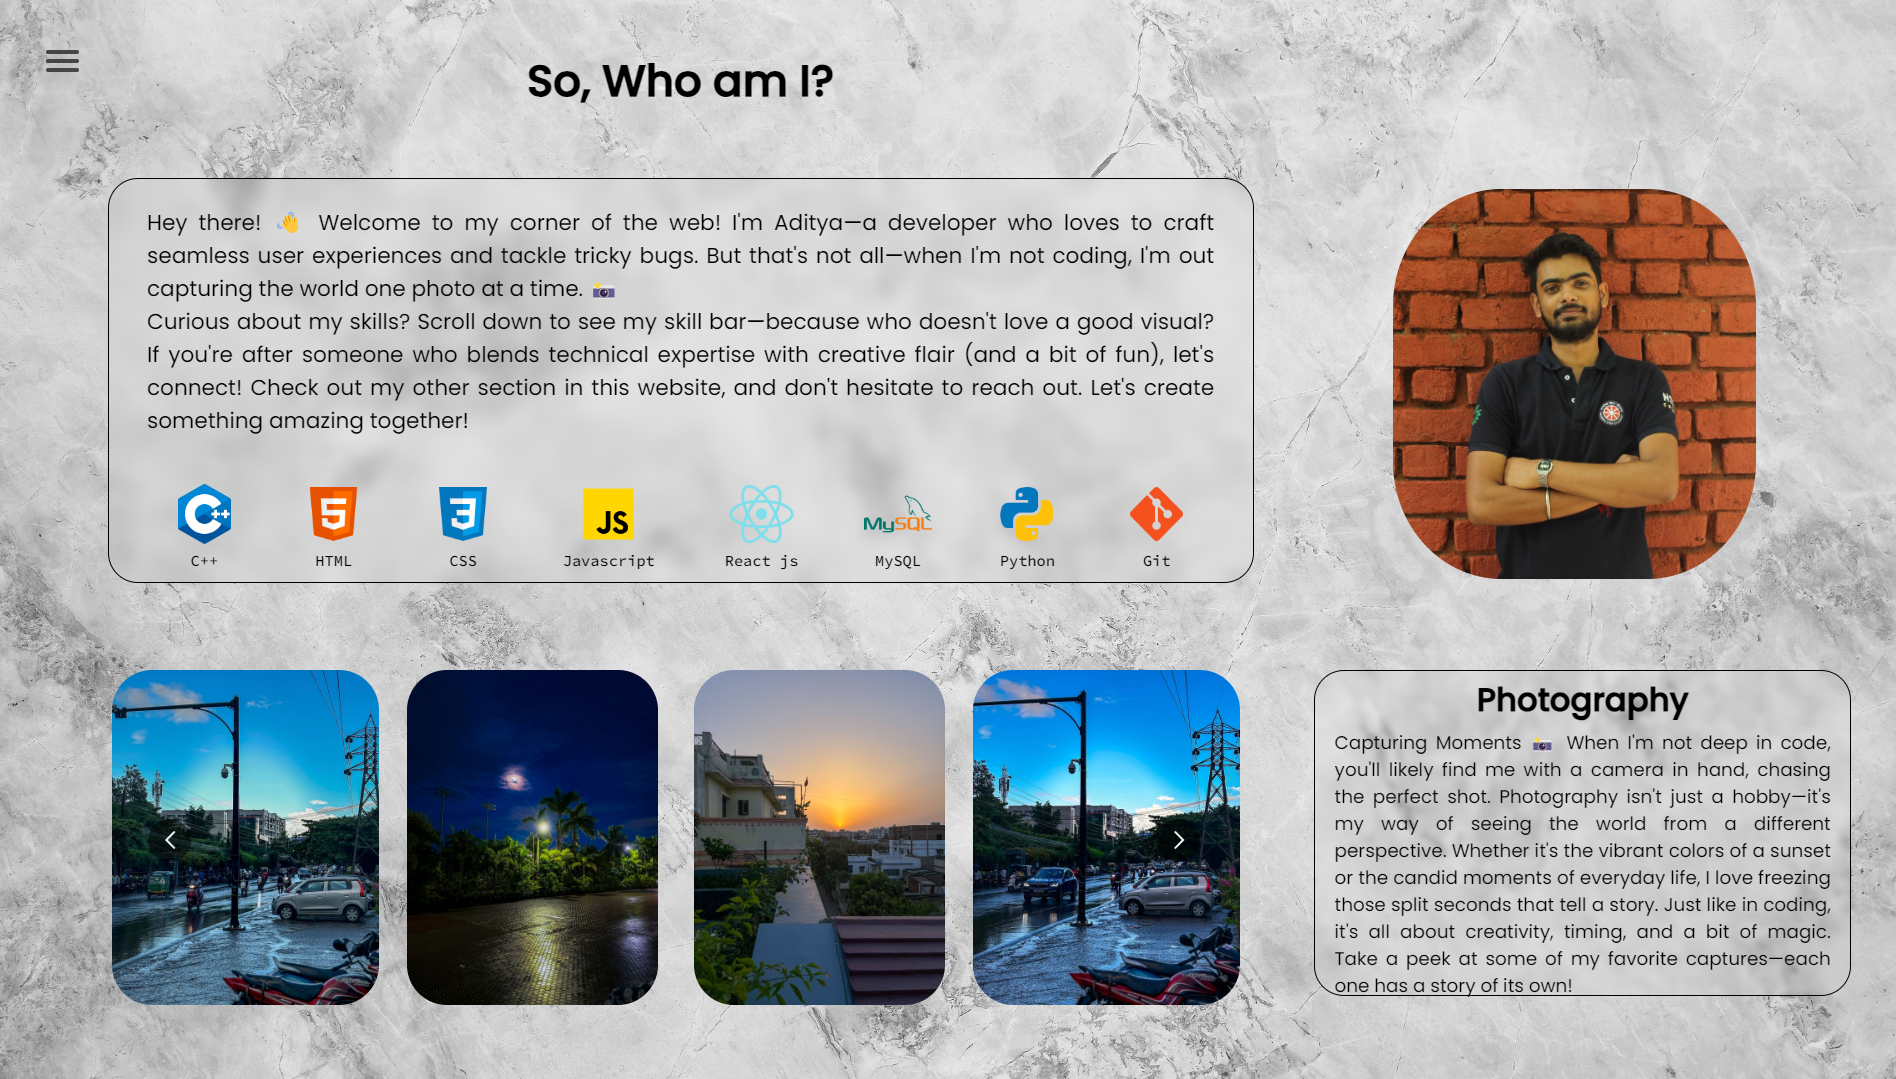 So, Who am I?
Hey there! 👋 Welcome to my corner of the web! I'm Aditya—a developer who loves to craft
seamless user experiences and tackle tricky bugs. But that's not all—when I'm not coding, I'm out
capturing the world one photo at a time. 📸
Curious about my skills? Scroll down to see my skill bar—because who doesn't love a good visual?
If you're after someone who blends technical expertise with creative flair (and a bit of fun), let's
connect! Check out my other section in this website, and don't hesitate to reach out. Let's create
something amazing together!
C++
5
3
JS
MySQL
C++
HTML
CSS
Javascript
React js
MySQL
Python
Git
Photography
Capturing Moments 📸 When I'm not deep in code,
you'll likely find me with a camera in hand, chasing
the perfect shot. Photography isn't just a hobby—it's
my way of seeing the world from a different
perspective. Whether it's the vibrant colors of a sunset
or the candid moments of everyday life, I love freezing
those split seconds that tell a story. Just like in coding,
it's all about creativity, timing, and a bit of magic.
Take a peek at some of my favorite captures—each
one has a story of its own!